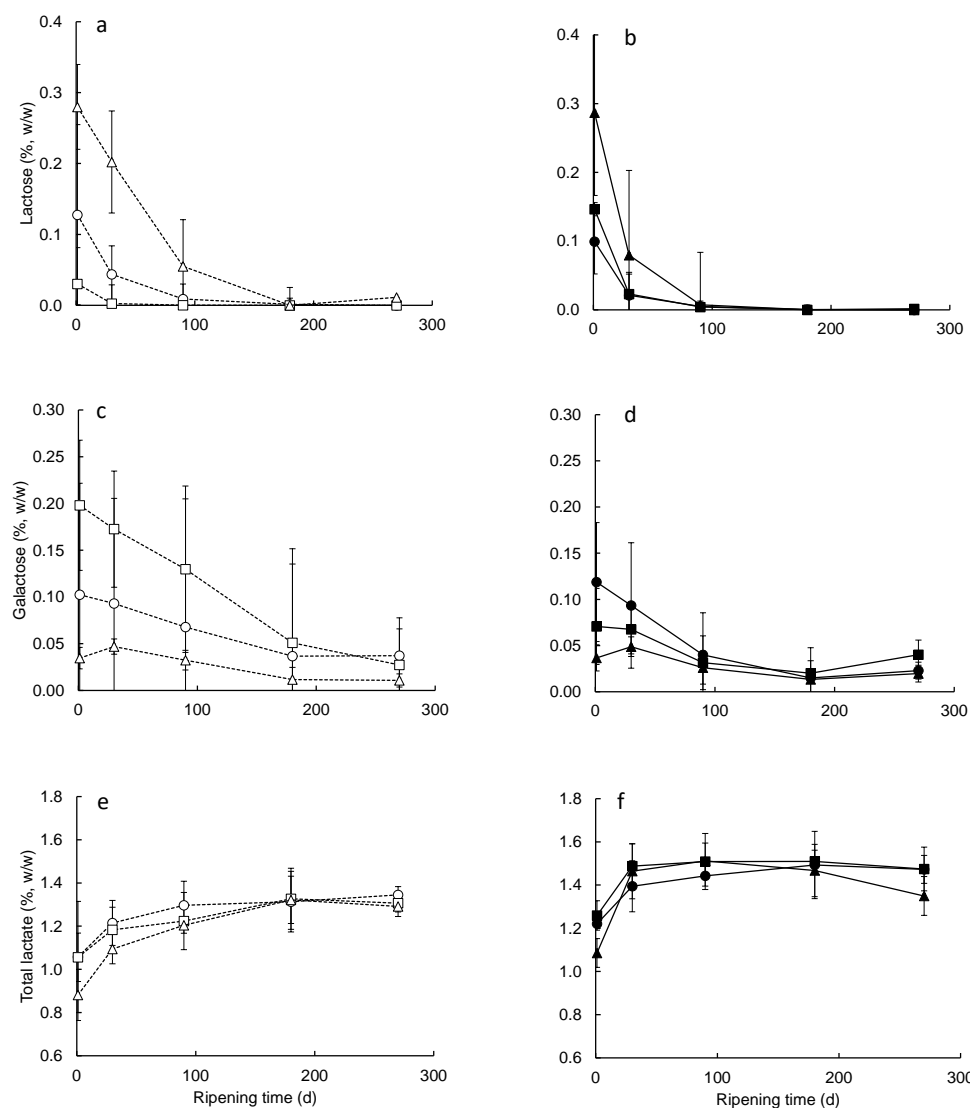 a
0.4
0.3
0.2
0.1
0.0
Lactose (%, w/w)
0 100 200 300
b
0.4
0.3
0.2
0.1
0.0
0 100 200 300
c
0.30
0.25
0.20
0.15
0.10
0.05
0.00
Galactose (%, w/w)
0 100 200 300
d
0.30
0.25
0.20
0.15
0.10
0.05
0.00
0 100 200 300
e
1.8
1.6
1.4
1.2
1.0
0.8
0.6
Total lactate (%, w/w)
0 100 200 300
Ripening time (d)
f
1.8
1.6
1.4
1.2
1.0
0.8
0.6
0 100 200 300
Ripening time (d)